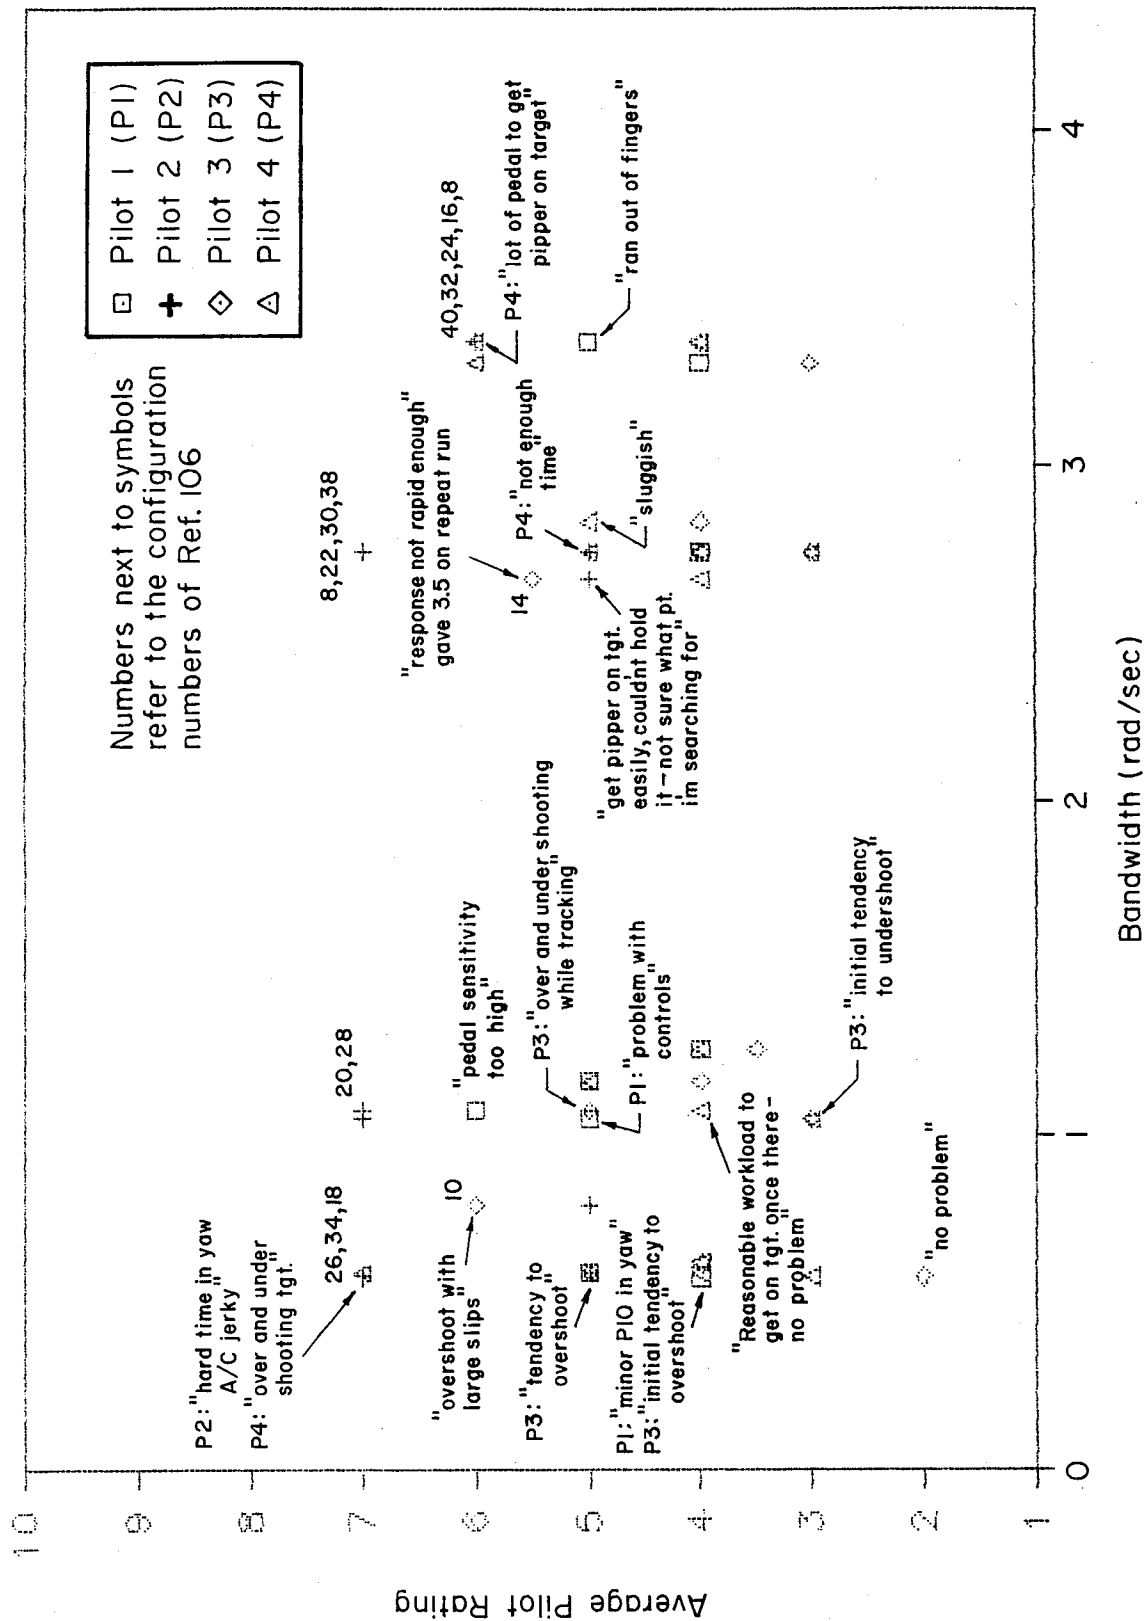 Numbers next to symbols
refer to the configuration
numbers of Ref. 106
Pilot 1 (P1)
Pilot 2 (P2)
Pilot 3 (P3)
Pilot 4 (P4)
Average Pilot Rating
10
9
8
7
6
5
4
3
2
1
P2: "hard time in yaw
A/C jerky"
P4: "over and under
shooting tgt."
26,34,18
20,28
8,22,30,38
"response not rapid enough"
gave 3.5 on repeat run
40,32,24,16,8
"overshoot with
large slips"
10
"pedal sensitivity
too high"
14
P4: "not enough
time"
P4: "lot of pedal to get
pipper on target"
P3: "tendency to
overshoot"
P3: "over and under shooting
while tracking"
"get pipper on tgt.
easily, could'nt hold
it - not sure what pt.
i'm searching for"
"sluggish"
"ran out of fingers"
P1: "minor PIO in yaw"
P3: "initial tendency to
overshoot
P1: "problem with
controls"
"Reasonable workload to
get on tgt. once there -
no problem"
P3: "initial tendency
to undershoot"
"no problem"
0
1
2
3
4
Bandwidth (rad/sec)